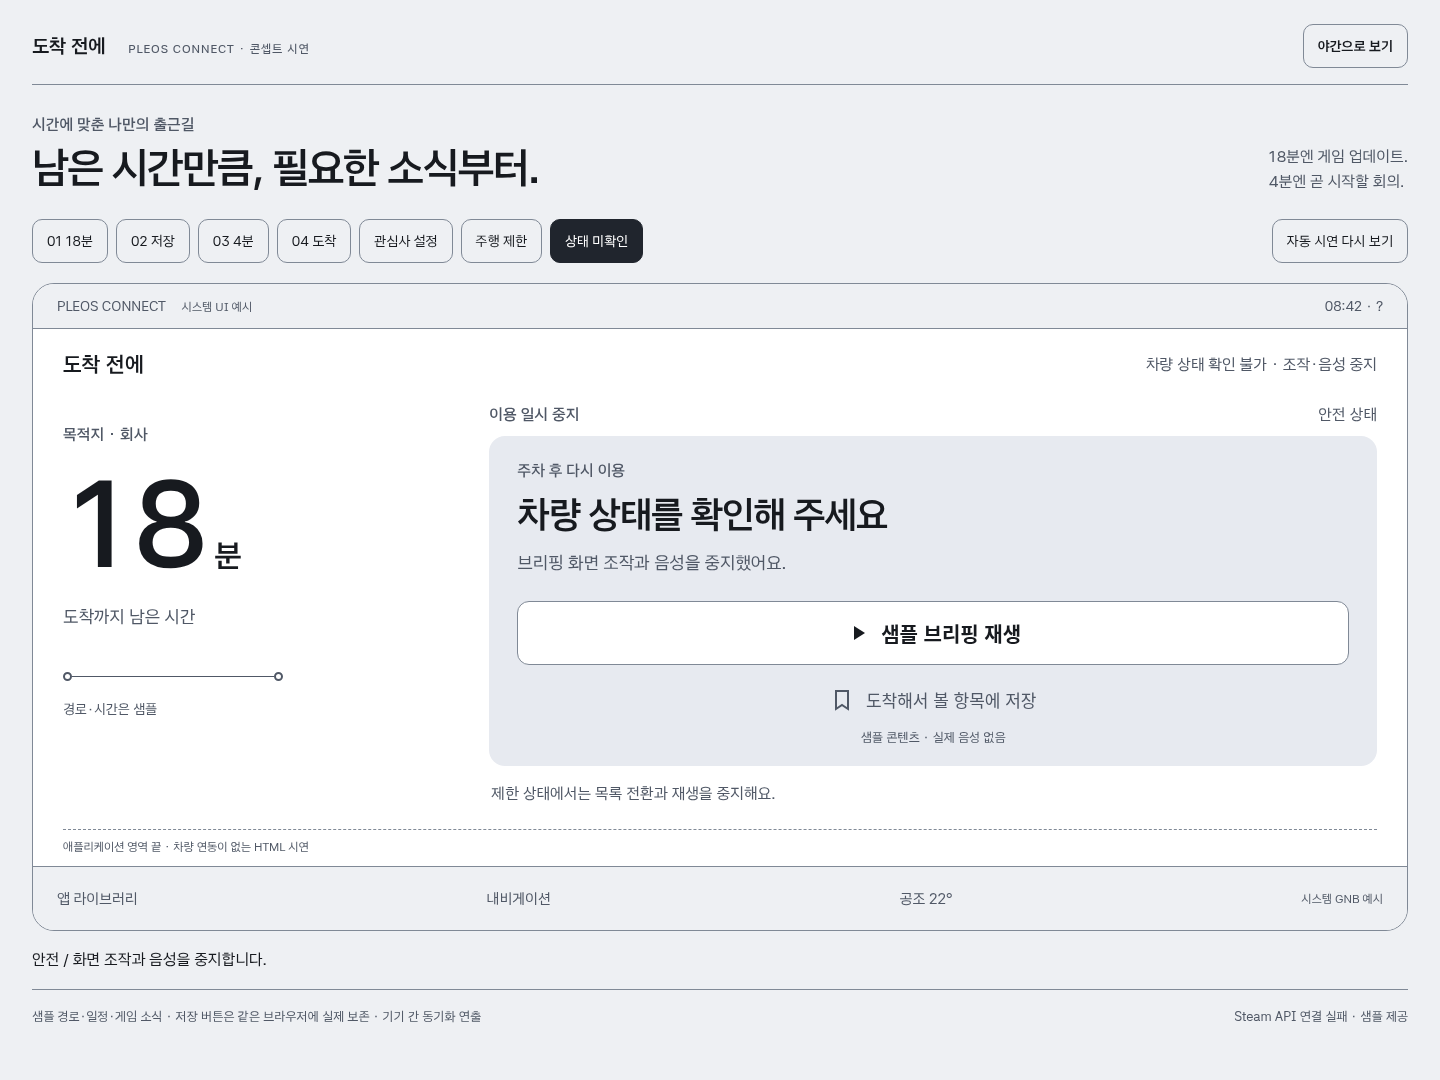 도착 전에
PLEOS CONNECT · 콘셉트 시연
야간으로 보기
시간에 맞춘 나만의 출근길
남은 시간만큼, 필요한 소식부터.
18분엔 게임 업데이트.
4분엔 곧 시작할 회의.
01 18분
02 저장
03 4분
04 도착
관심사 설정
주행 제한
상태 미확인
자동 시연 다시 보기
PLEOS CONNECT 시스템 UI 예시
08:42 · ?
도착 전에
차량 상태 확인 불가 · 조작·음성 중지
목적지 · 회사
18분
도착까지 남은 시간
경로·시간은 샘플
이용 일시 중지
안전 상태
주차 후 다시 이용
차량 상태를 확인해 주세요
브리핑 화면 조작과 음성을 중지했어요.
샘플 브리핑 재생
도착해서 볼 항목에 저장
샘플 콘텐츠 · 실제 음성 없음
제한 상태에서는 목록 전환과 재생을 중지해요.
애플리케이션 영역 끝 · 차량 연동이 없는 HTML 시연
앱 라이브러리
내비게이션
공조 22°
시스템 GNB 예시
안전 / 화면 조작과 음성을 중지합니다.
샘플 경로·일정·게임 소식 · 저장 버튼은 같은 브라우저에 실제 보존 · 기기 간 동기화 연출
Steam API 연결 실패 · 샘플 제공